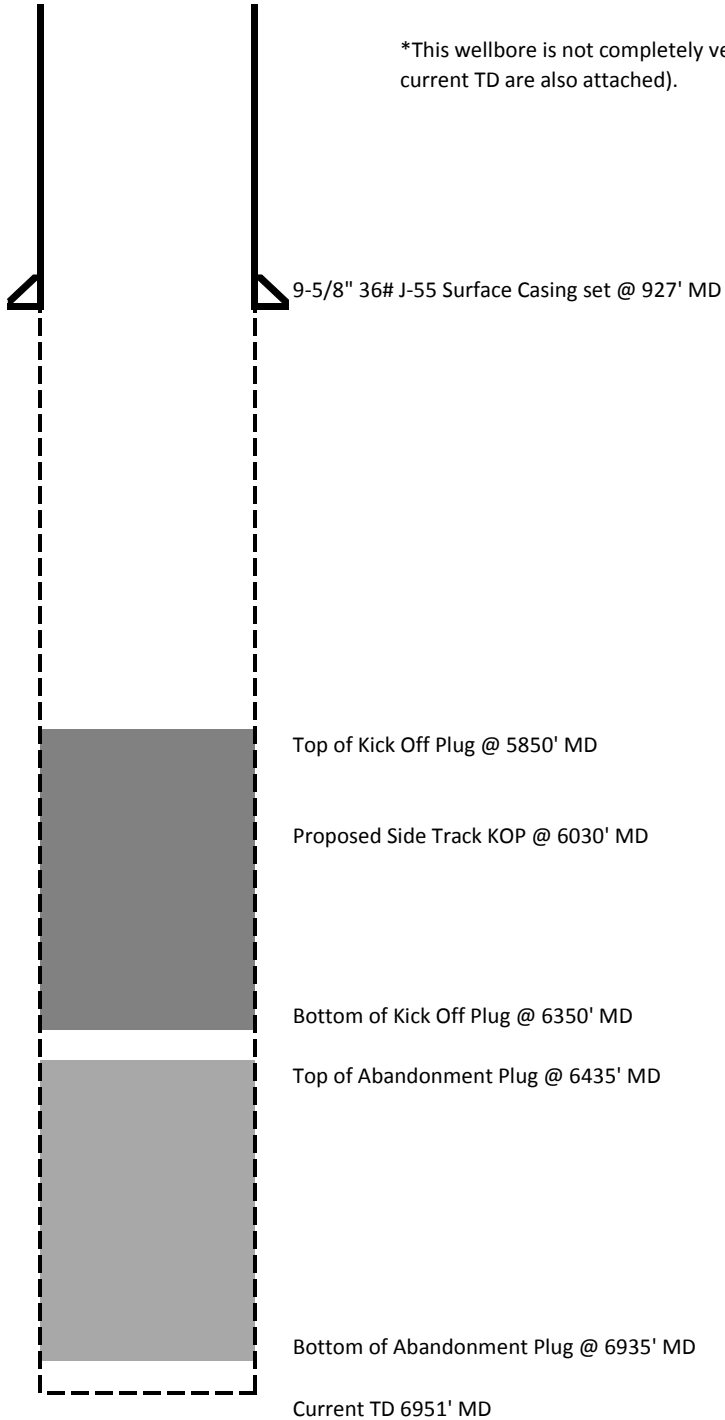 *This wellbore is not completely ve
current TD are also attached).
9-5/8" 36# J-55 Surface Casing set @ 927' MD
Top of Kick Off Plug @ 5850' MD
Proposed Side Track KOP @ 6030' MD
Bottom of Kick Off Plug @ 6350' MD
Top of Abandonment Plug @ 6435' MD
Bottom of Abandonment Plug @ 6935' MD
Current TD 6951' MD